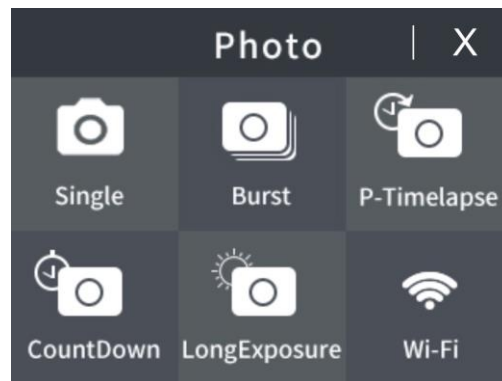 Photo | X
Single Burst P-Timelapse
CountDown LongExposure Wi-Fi